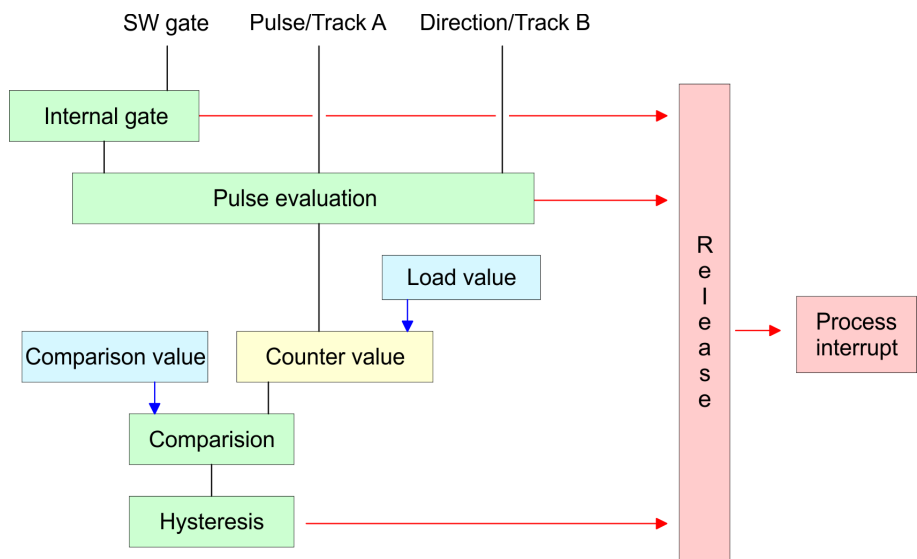 SW gate
Pulse/Track A
Direction/Track B
Internal gate
Pulse evaluation
Load value
Comparison value
Counter value
Comparision
Hysteresis
Release
Process
interrupt